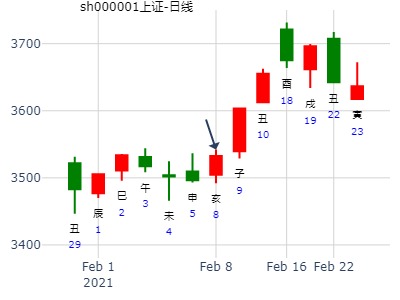 sh000001上证-日线
3700
3600
3500
3400
丑
29
辰
1
巳
2
午
3
未
4
申
5
亥
8
子
9
丑
10
酉
18
戌
19
丑
22
寅
23
Feb 1
2021
Feb 8
Feb 16
Feb 22